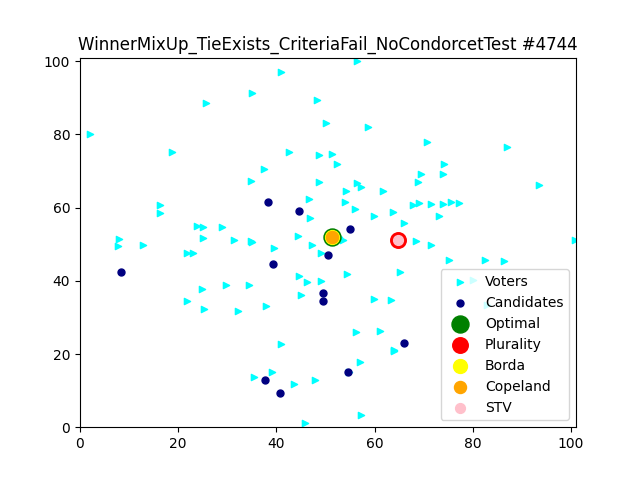 WinnerMixUp_TieExists_CriteriaFail_NoCondorcetTest #4744
100
80
60
40
20
0
0 20 40 60 80 100
Voters
Candidates
Optimal
Plurality
Borda
Copeland
STV